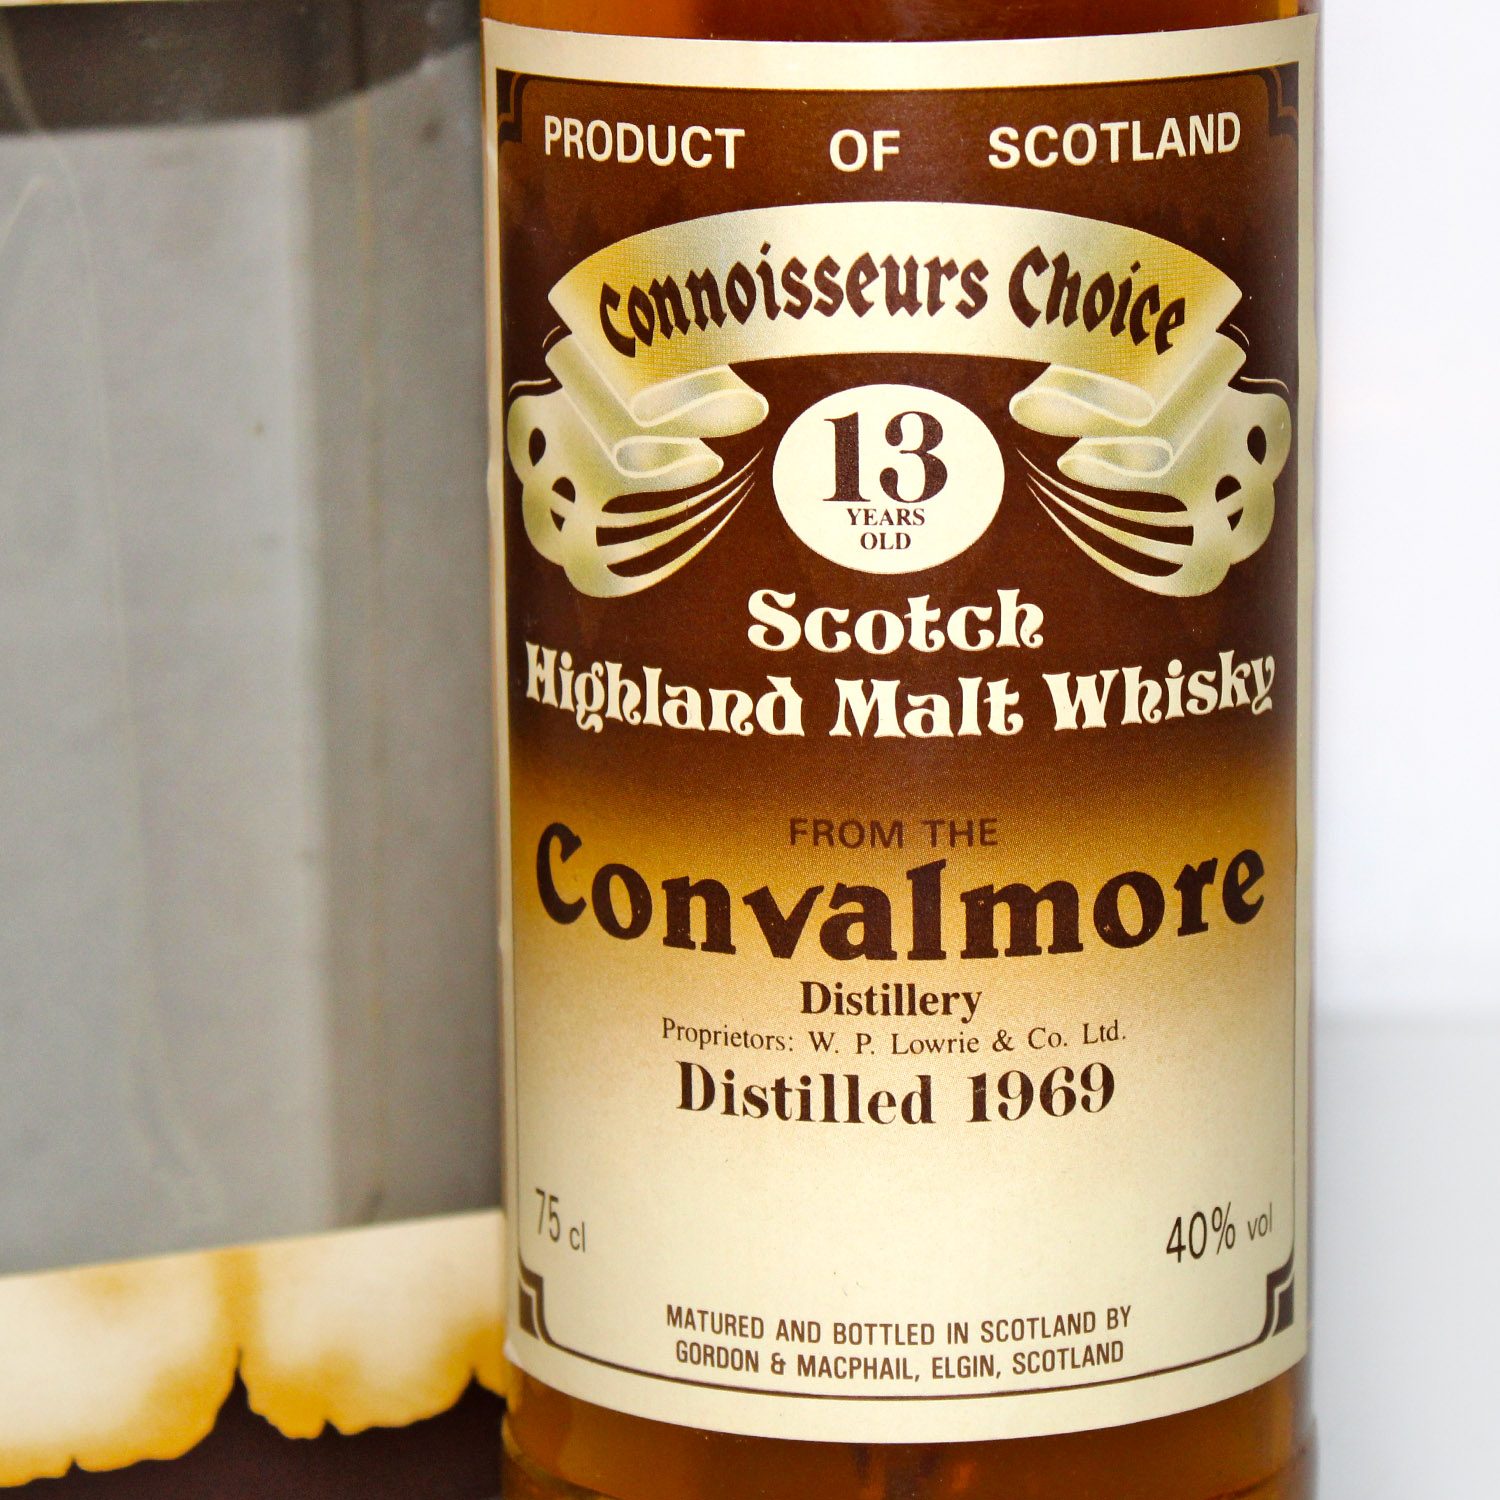 PRODUCT OF SCOTLAND
Connoisseurs Choice
13
YEARS
OLD
Scotch
Highland Malt Whisky
FROM THE
Convalmore
Distillery
Proprietors: W. P. Lowrie & Co. Ltd.
Distilled 1969
75 cl
40% vol
MATURED AND BOTTLED IN SCOTLAND BY
GORDON & MACPHAIL, ELGIN, SCOTLAND